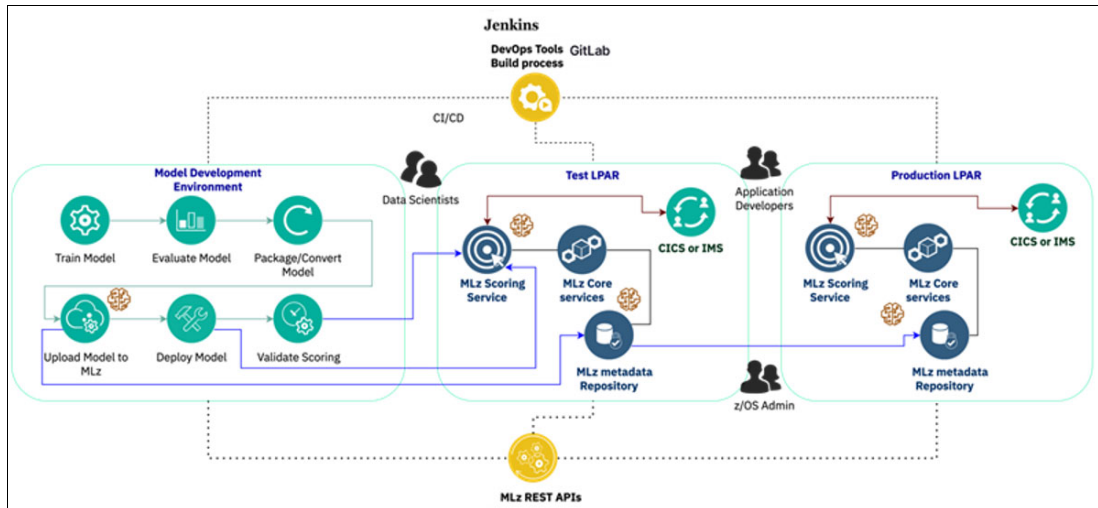 Jenkins
DevOps Tools GitLab
Build process
CI/CD
Model Development
Environment
Train Model
Evaluate Model
Package/Convert
Model
Upload Model to
MLz
Deploy Model
Validate Scoring
Data Scientists
Test LPAR
CICS or IMS
MLz Scoring
Service
MLz Core
services
MLz metadata
Repository
Application
Developers
z/OS Admin
Production LPAR
CICS or IMS
MLz Scoring
Service
MLz Core
services
MLz metadata
Repository
MLz REST APIs